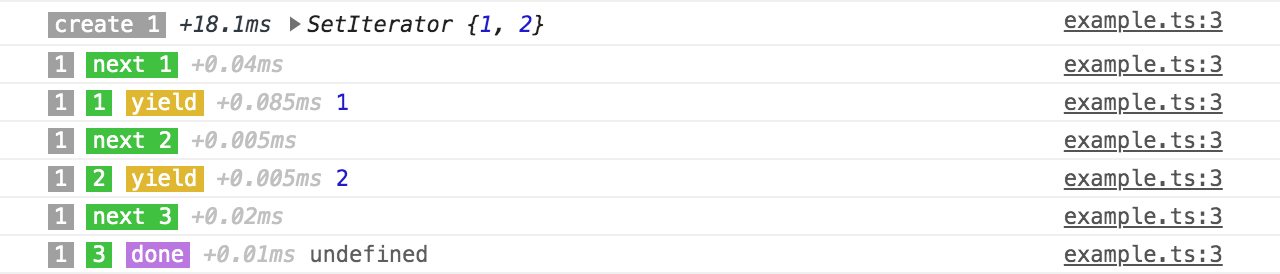 create 1 +18.1ms ▶SetIterator {1, 2} example.ts:3
1 next 1 +0.04ms example.ts:3
1 1 yield +0.085ms 1 example.ts:3
1 next 2 +0.005ms example.ts:3
1 2 yield +0.005ms 2 example.ts:3
1 next 3 +0.02ms example.ts:3
1 3 done +0.01ms undefined example.ts:3